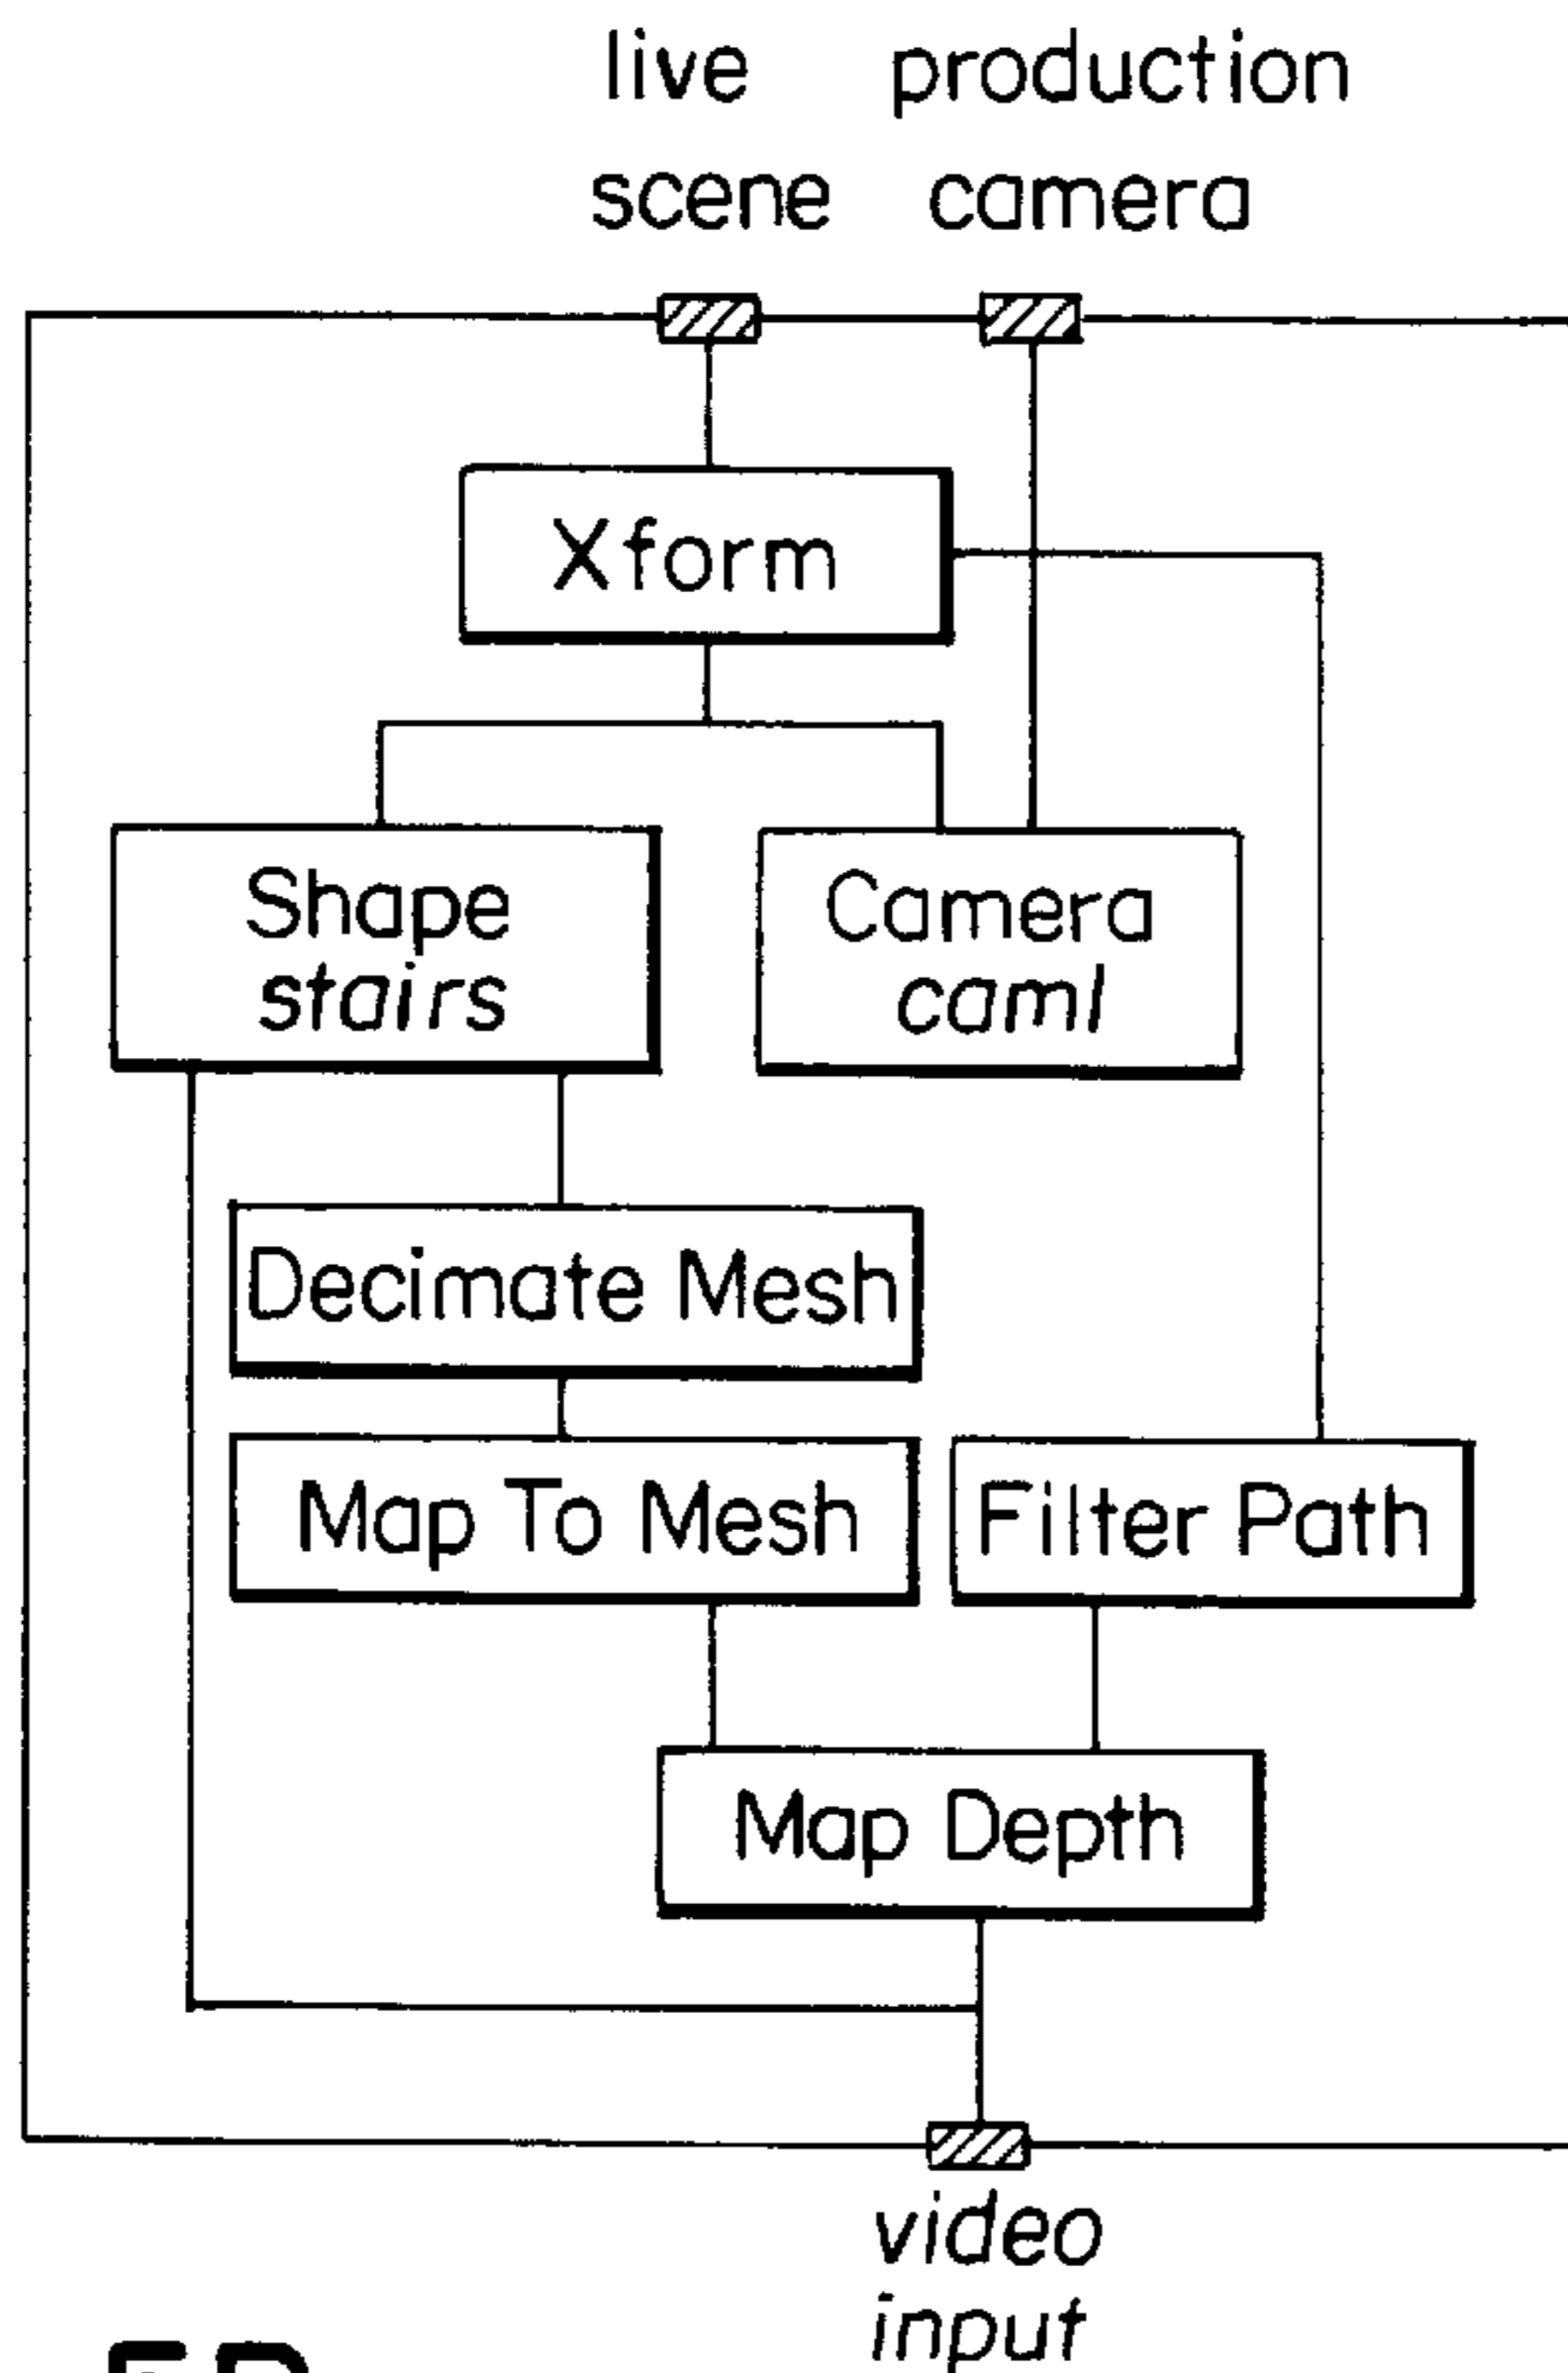 live production
scene camera
Xform
Shape
stairs
Camera
cam1
Decimate Mesh
Map To Mesh
Filter Path
Map Depth
video
input